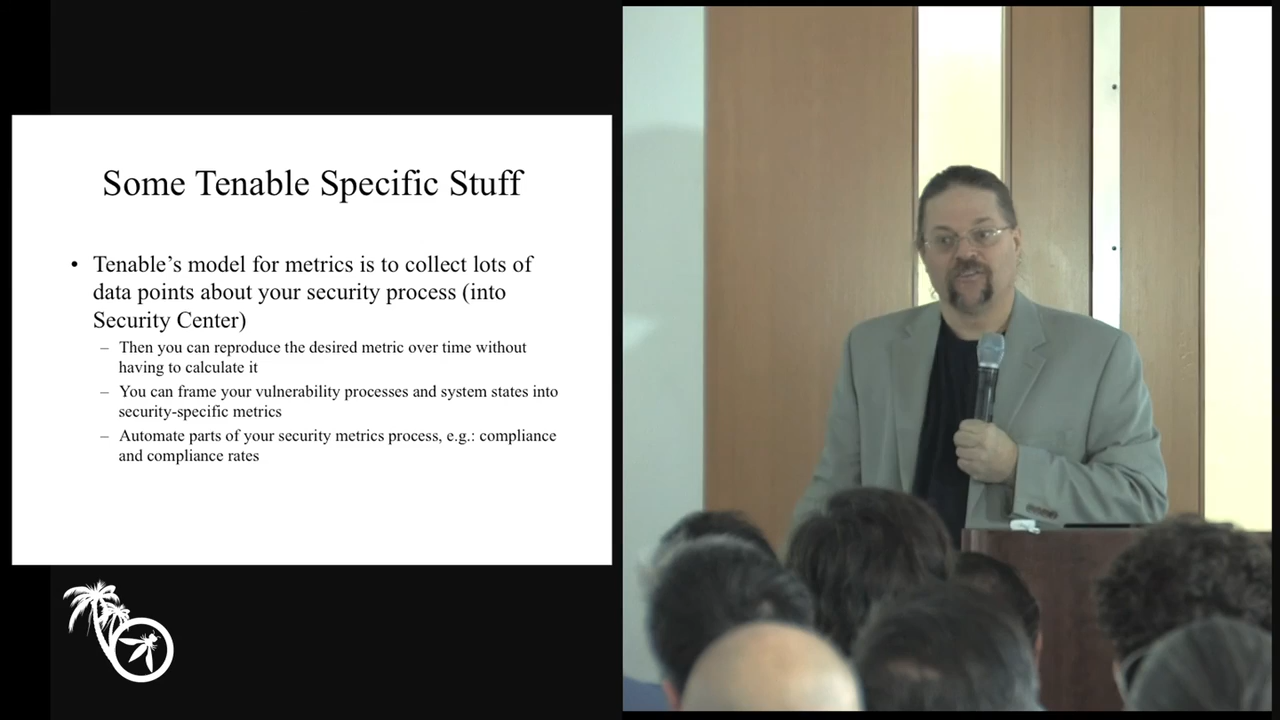 Some Tenable Specific Stuff
• Tenable’s model for metrics is to collect lots of
data points about your security process (into
Security Center)
– Then you can reproduce the desired metric over time without
having to calculate it
– You can frame your vulnerability processes and system states into
security-specific metrics
– Automate parts of your security metrics process, e.g.: compliance
and compliance rates